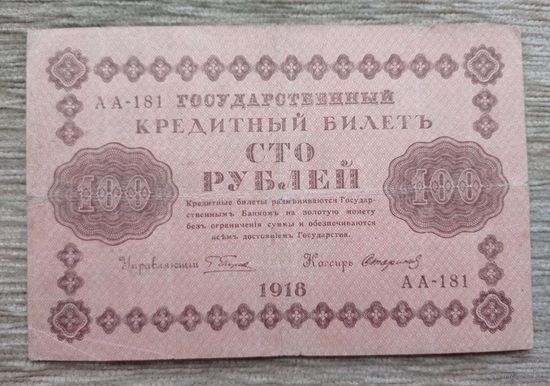 АА-181 ГОСУДАРСТВЕННЫЙ
КРЕДИТНЫЙ БИЛЕТЪ
СТО
РУБЛЕЙ
100 100
Кредитные билеты размѣниваются Государ-
ственнымъ Банкомъ на золотую монету
безъ ограниченія суммы и обезпечиваются
всѣмъ достояніемъ Государства.
Управляющій Кассиръ
АА-181
1918